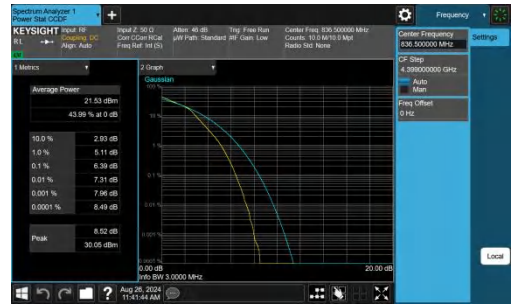 Spectrum Analyzer 1
Power Stat CCDF
Frequency
KEYSIGHT
Input: RF
Coupling: DC
Align: Auto
Input Z: 50 Ω
Corr CCorr RCal
Freq Ref: Int (S)
Atten: 46 dB
µW Path: Standard
Trig: Free Run
#IF Gain: Low
Center Freq: 836.500000 MHz
Counts: 10.0 M/10.0 Mpt
Radio Std: None
Center Frequency
836.500000 MHz
Settings
CF Step
4.399000000 GHz
Auto
Man
Freq Offset
0 Hz
1 Metrics
2 Graph
Gaussian
Average Power
21.53 dBm
43.99 % at 0 dB
10.0 % 2.93 dB
1.0 % 5.11 dB
0.1 % 6.39 dB
0.01 % 7.31 dB
0.001 % 7.96 dB
0.0001 % 8.49 dB
Peak
8.52 dB
30.05 dBm
100 %
10 %
1 %
0.1 %
0.01 %
0.001 %
0.0001 %
0.00 dB
20.00 dB
Info BW 3.0000 MHz
Local
?
Aug 26, 2024
11:41:44 AM